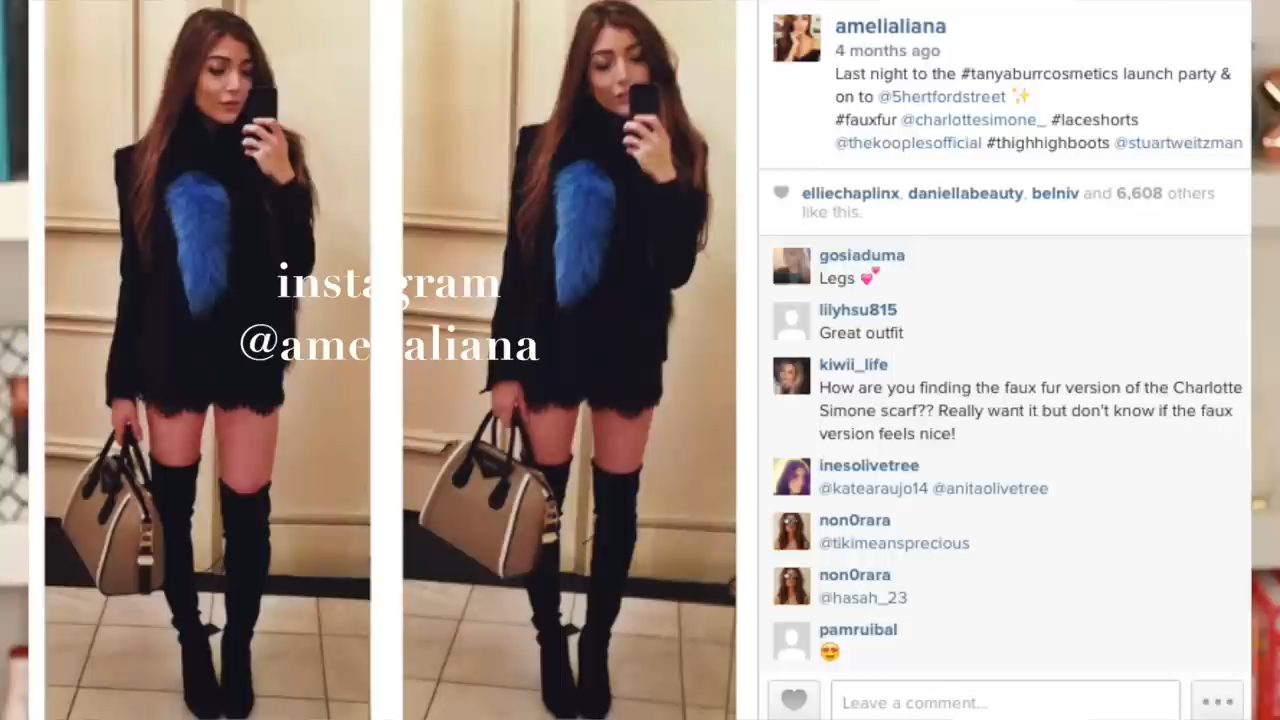 instagram
@amelialiana
amelialiana
4 months ago
Last night to the #tanyaburrcosmetics launch party &
on to @5hertfordstreet ✨
#fauxfur @charlottesimone_ #laceshorts
@thekooplesofficial #thighhighboots @stuartweitzman
elliechaplinx, daniellabeauty, belniv and 6,608 others
like this.
gosiaduma
Legs 💕
lilyhsu815
Great outfit
kiwii_life
How are you finding the faux fur version of the Charlotte
Simone scarf?? Really want it but don't know if the faux
version feels nice!
inesolivetree
@katearaujo14 @anitaolivetree
non0rara
@tikimeansprecious
non0rara
@hasah_23
pamruibal
😍
Leave a comment...